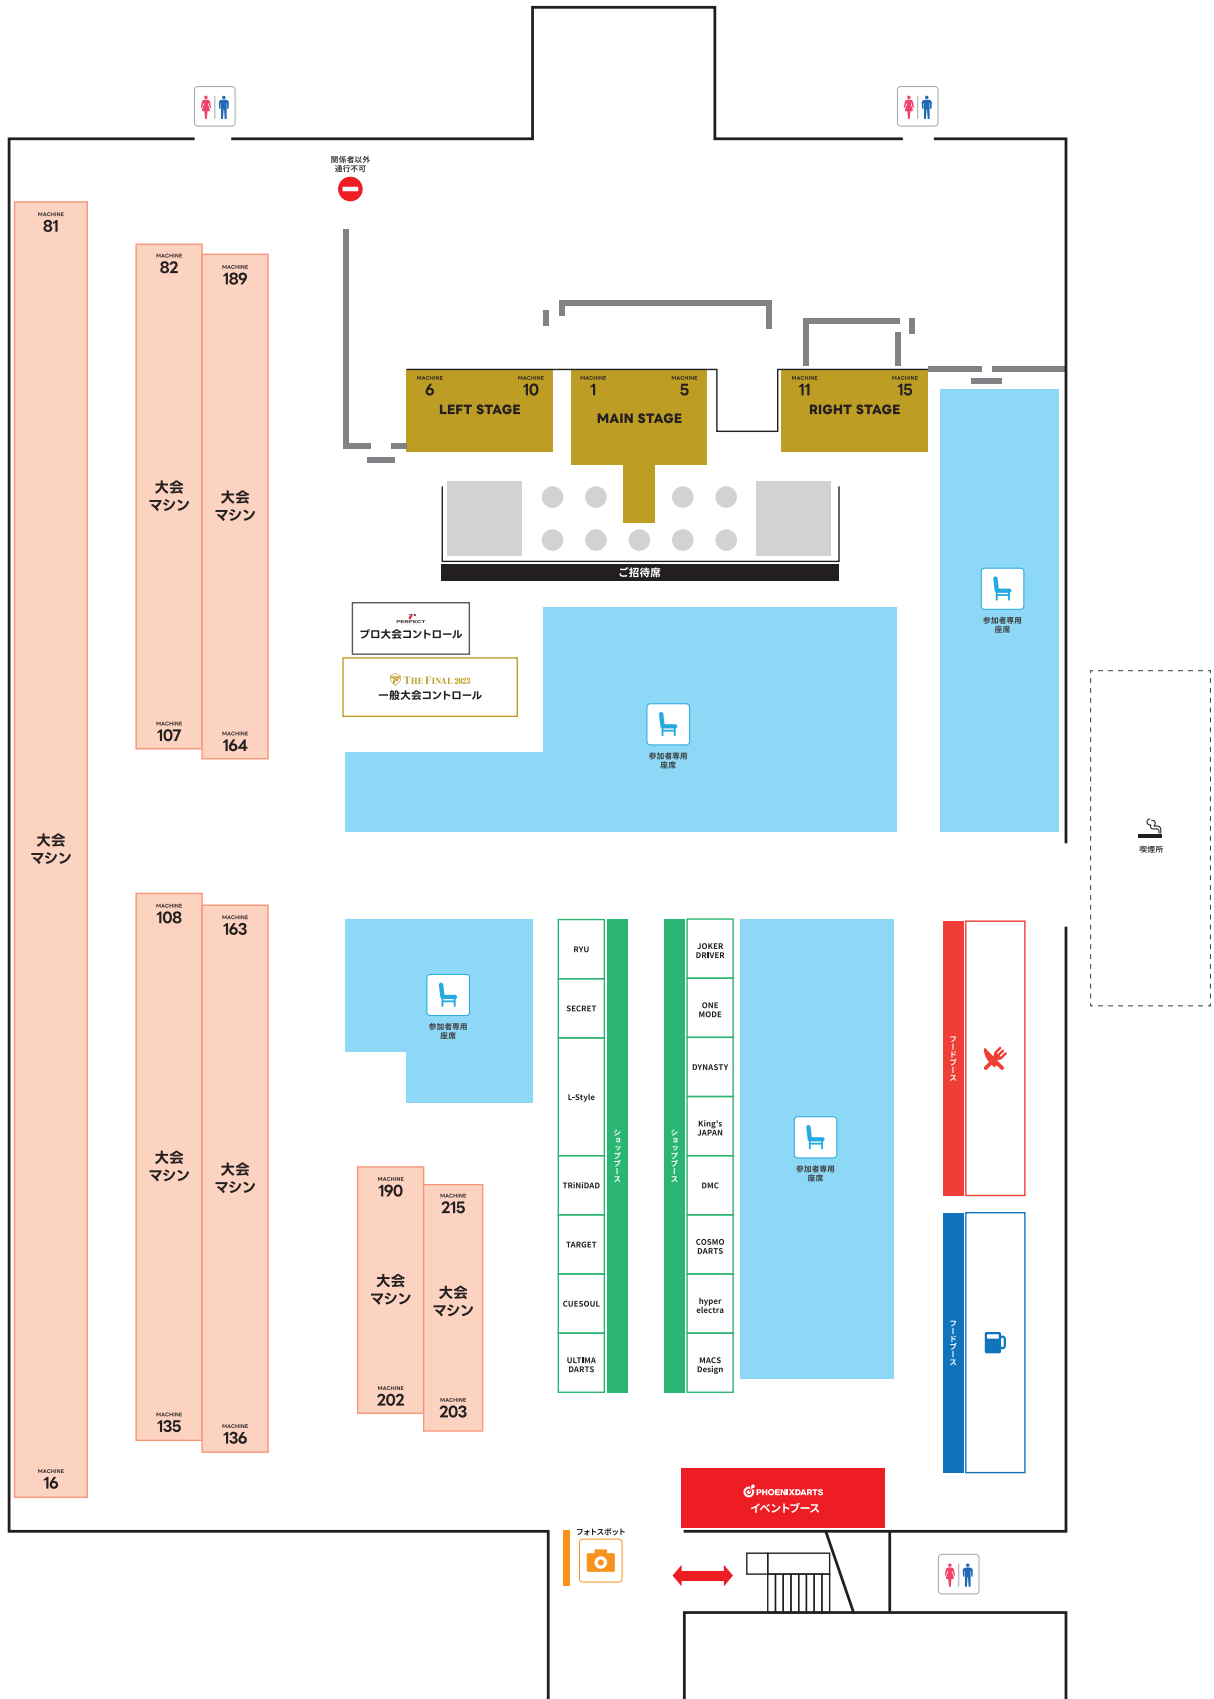 関係者以外
通行不可
MACHINE
81
MACHINE
82
MACHINE
189
MACHINE
6
MACHINE
10
LEFT STAGE
MACHINE
1
MACHINE
5
MAIN STAGE
MACHINE
11
MACHINE
15
RIGHT STAGE
大会
マシン
大会
マシン
ご招待席
参加者専用
座席
PERFECT
プロ大会コントロール
THE FINAL 2023
一般大会コントロール
参加者専用
座席
MACHINE
107
MACHINE
164
大会
マシン
喫煙所
MACHINE
108
MACHINE
163
参加者専用
座席
RYU
SECRET
L-Style
TRiNiDAD
TARGET
CUESOUL
ULTIMA
DARTS
ショップブース
ショップブース
JOKER
DRIVER
ONE
MODE
DYNASTY
King's
JAPAN
DMC
COSMO
DARTS
hyper
electra
MACS
Design
参加者専用
座席
フードブース
フードブース
大会
マシン
大会
マシン
MACHINE
190
MACHINE
215
大会
マシン
大会
マシン
MACHINE
202
MACHINE
203
MACHINE
135
MACHINE
136
MACHINE
16
PHOENIXDARTS
イベントブース
フォトスポット